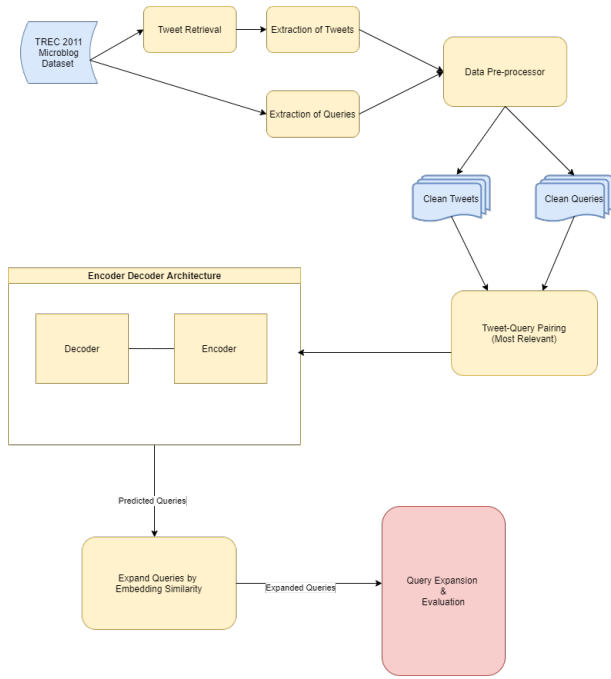 TREC 2011
Microblog
Dataset
Tweet Retrieval
Extraction of Tweets
Extraction of Queries
Data Pre-processor
Clean Tweets
Clean Queries
Tweet-Query Pairing
(Most Relevant)
Encoder Decoder Architecture
Decoder
Encoder
Predicted Queries
Expand Queries by
Embedding Similarity
Expanded Queries
Query Expansion
&
Evaluation